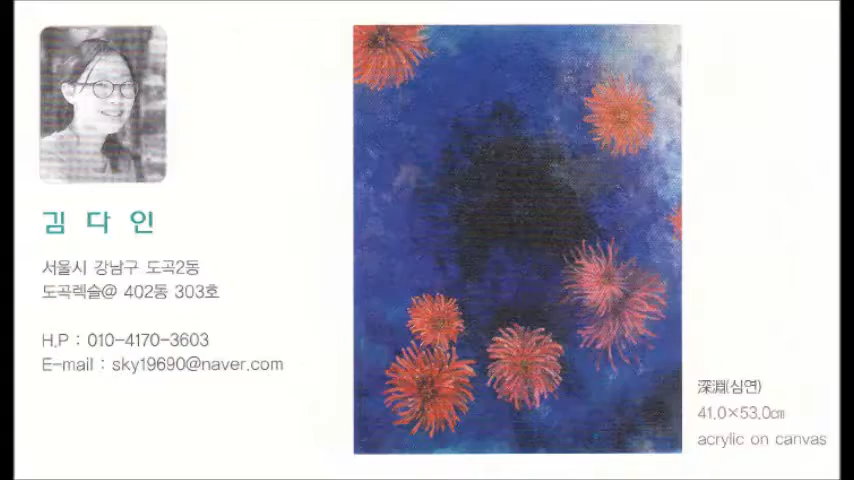 김 다 인
서울시 강남구 도곡2동
도곡렉슬@ 402동 303호
H.P : 010-4170-3603
E-mail : sky19690@naver.com
深淵(심연)
41.0×53.0㎝
acrylic on canvas